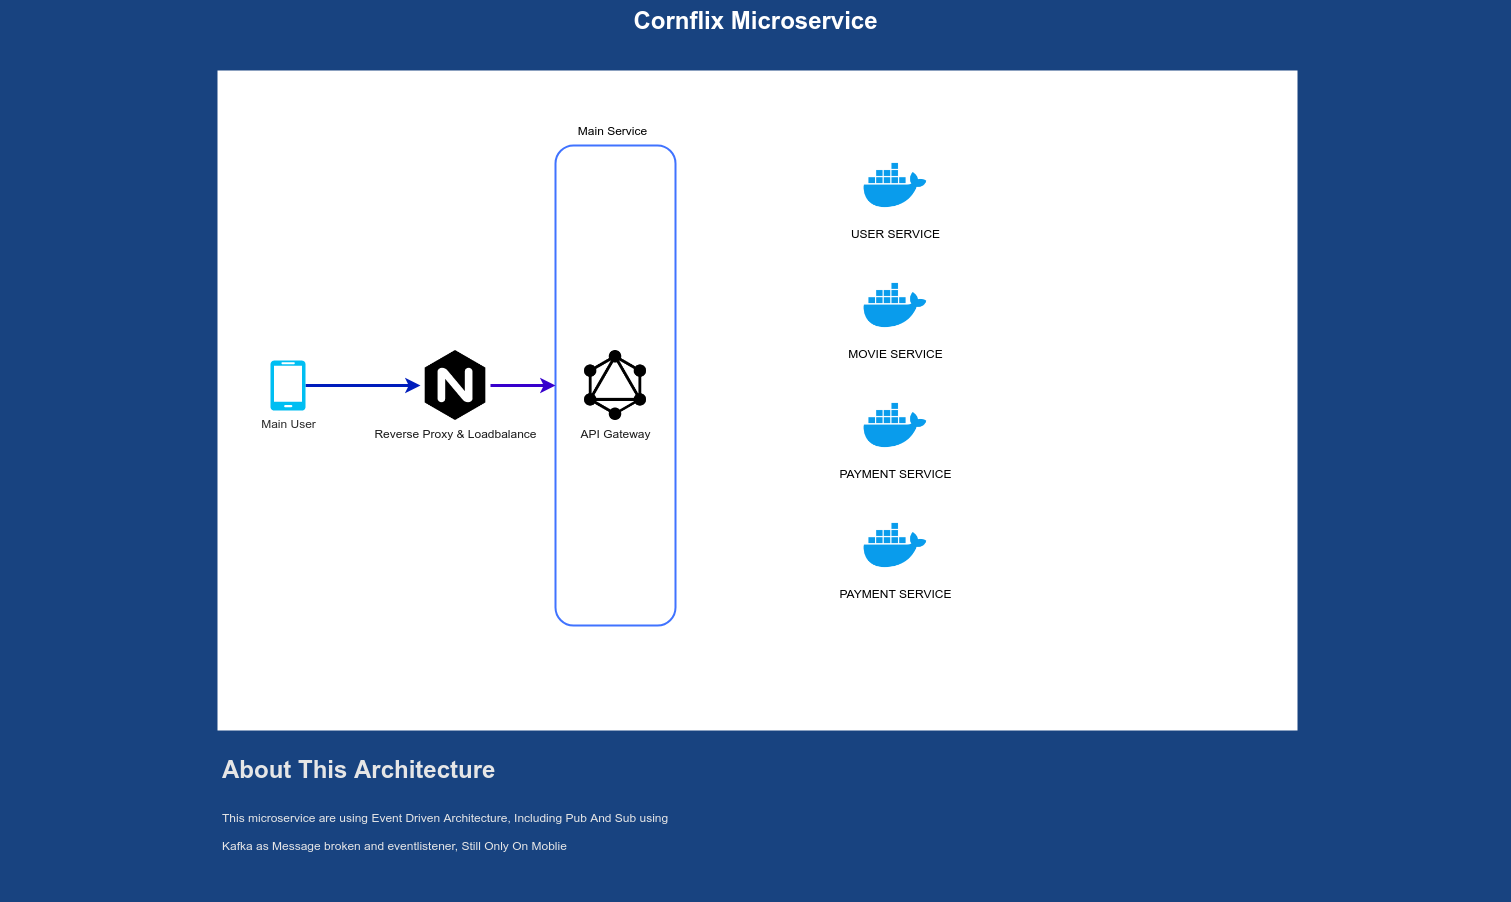 Cornflix Microservice
Main Service
USER SERVICE
MOVIE SERVICE
Main User
Reverse Proxy & Loadbalance
API Gateway
PAYMENT SERVICE
PAYMENT SERVICE
About This Architecture
This microservice are using Event Driven Architecture, Including Pub And Sub using
Kafka as Message broken and eventlistener, Still Only On Moblie